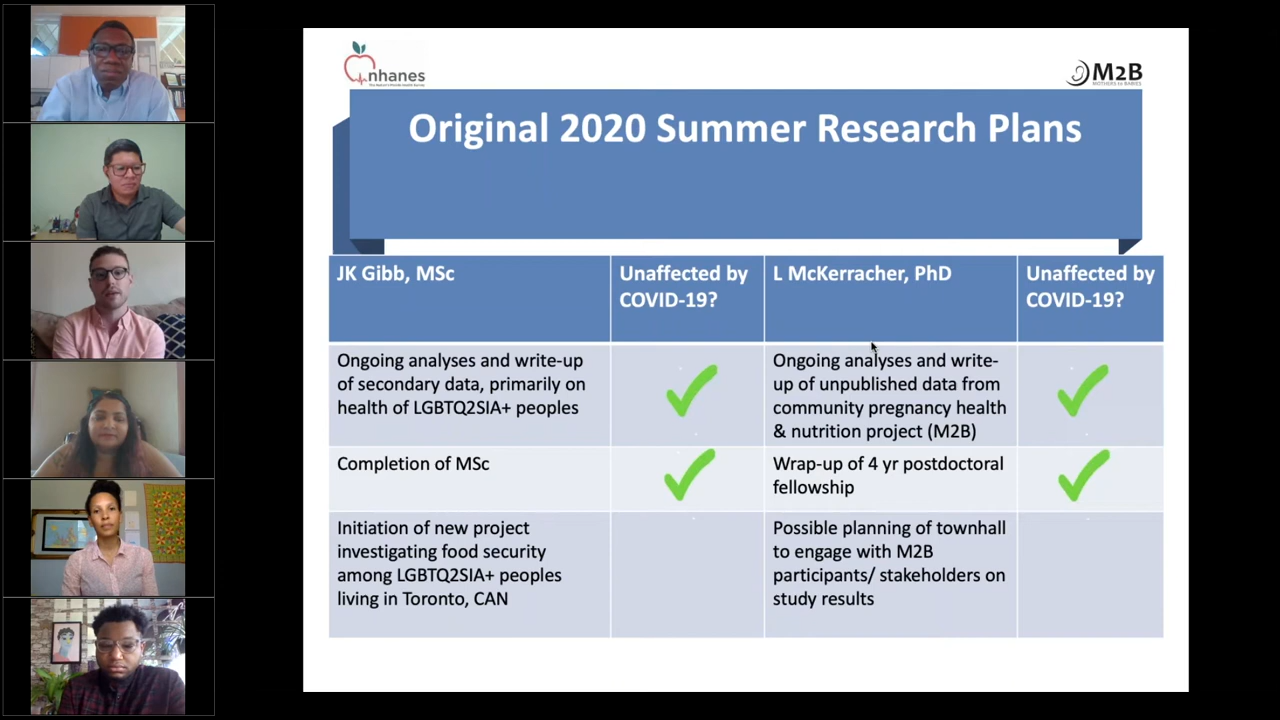 nhanes
M2B
MOTHERS to BABIES
Original 2020 Summer Research Plans
JK Gibb, MSc
Unaffected by
COVID-19?
L McKerracher, PhD
Unaffected by
COVID-19?
Ongoing analyses and write-up
of secondary data, primarily on
health of LGBTQ2SIA+ peoples
Ongoing analyses and write-
up of unpublished data from
community pregnancy health
& nutrition project (M2B)
Completion of MSc
Wrap-up of 4 yr postdoctoral
fellowship
Initiation of new project
investigating food security
among LGBTQ2SIA+ peoples
living in Toronto, CAN
Possible planning of townhall
to engage with M2B
participants/ stakeholders on
study results